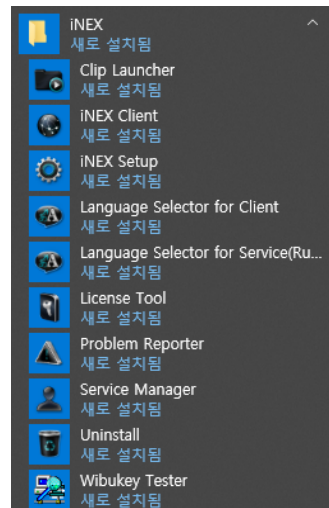 iNEX
새로 설치됨
Clip Launcher
새로 설치됨
iNEX Client
새로 설치됨
iNEX Setup
새로 설치됨
Language Selector for Client
새로 설치됨
Language Selector for Service(Ru...
새로 설치됨
License Tool
새로 설치됨
Problem Reporter
새로 설치됨
Service Manager
새로 설치됨
Uninstall
새로 설치됨
Wibukey Tester
새로 설치됨